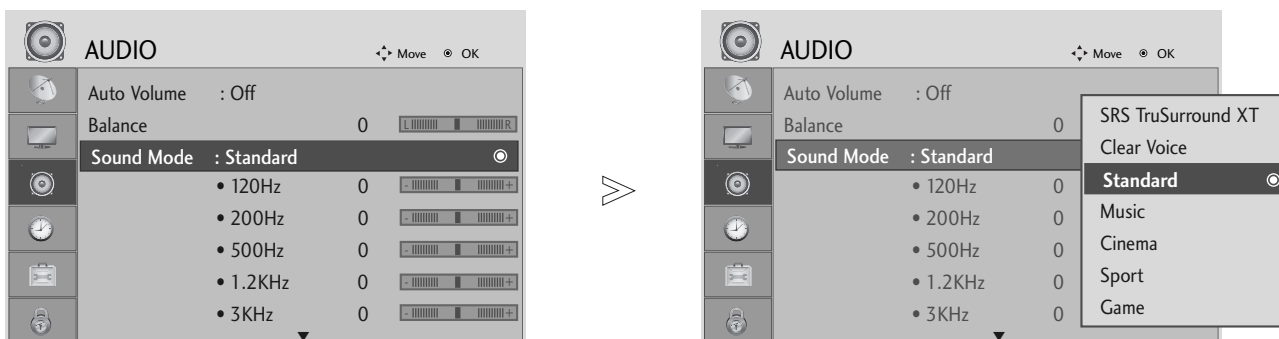 AUDIO
Move OK
Auto Volume : Off
Balance 0 L R
Sound Mode : Standard
• 120Hz 0 - +
• 200Hz 0 - +
• 500Hz 0 - +
• 1.2KHz 0 - +
• 3KHz 0 - +
AUDIO
Move OK
Auto Volume : Off
Balance 0
Sound Mode : Standard
• 120Hz 0
• 200Hz 0
• 500Hz 0
• 1.2KHz 0
• 3KHz 0
SRS TruSurround XT
Clear Voice
Standard
Music
Cinema
Sport
Game